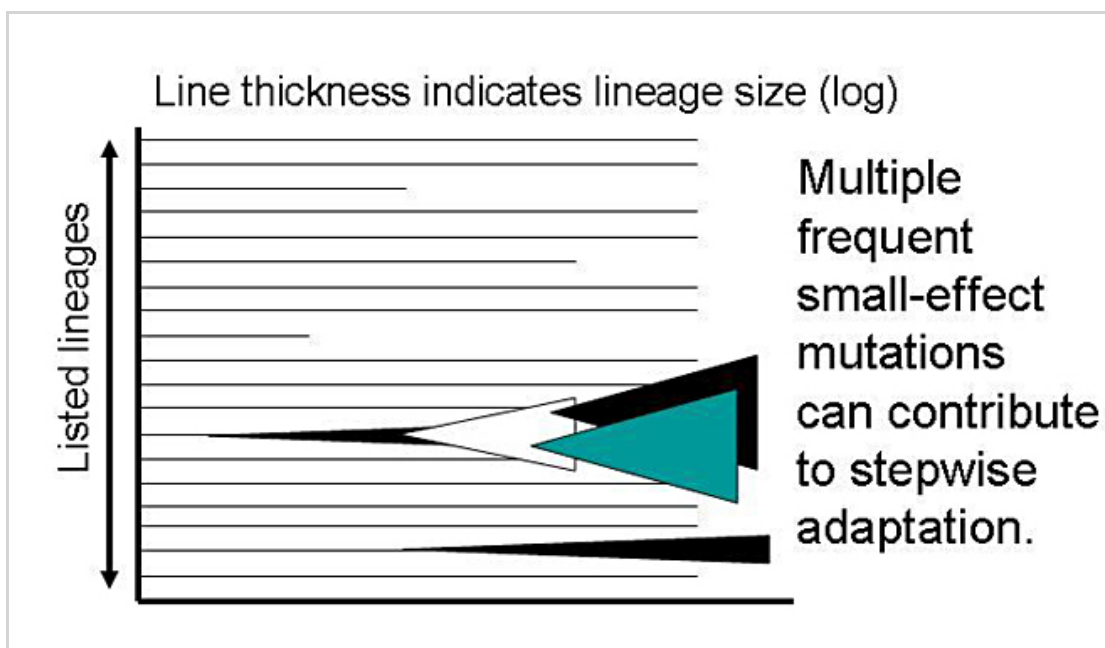 Line thickness indicates lineage size (log)
Listed lineages
Multiple
frequent
small-effect
mutations
can contribute
to stepwise
adaptation.